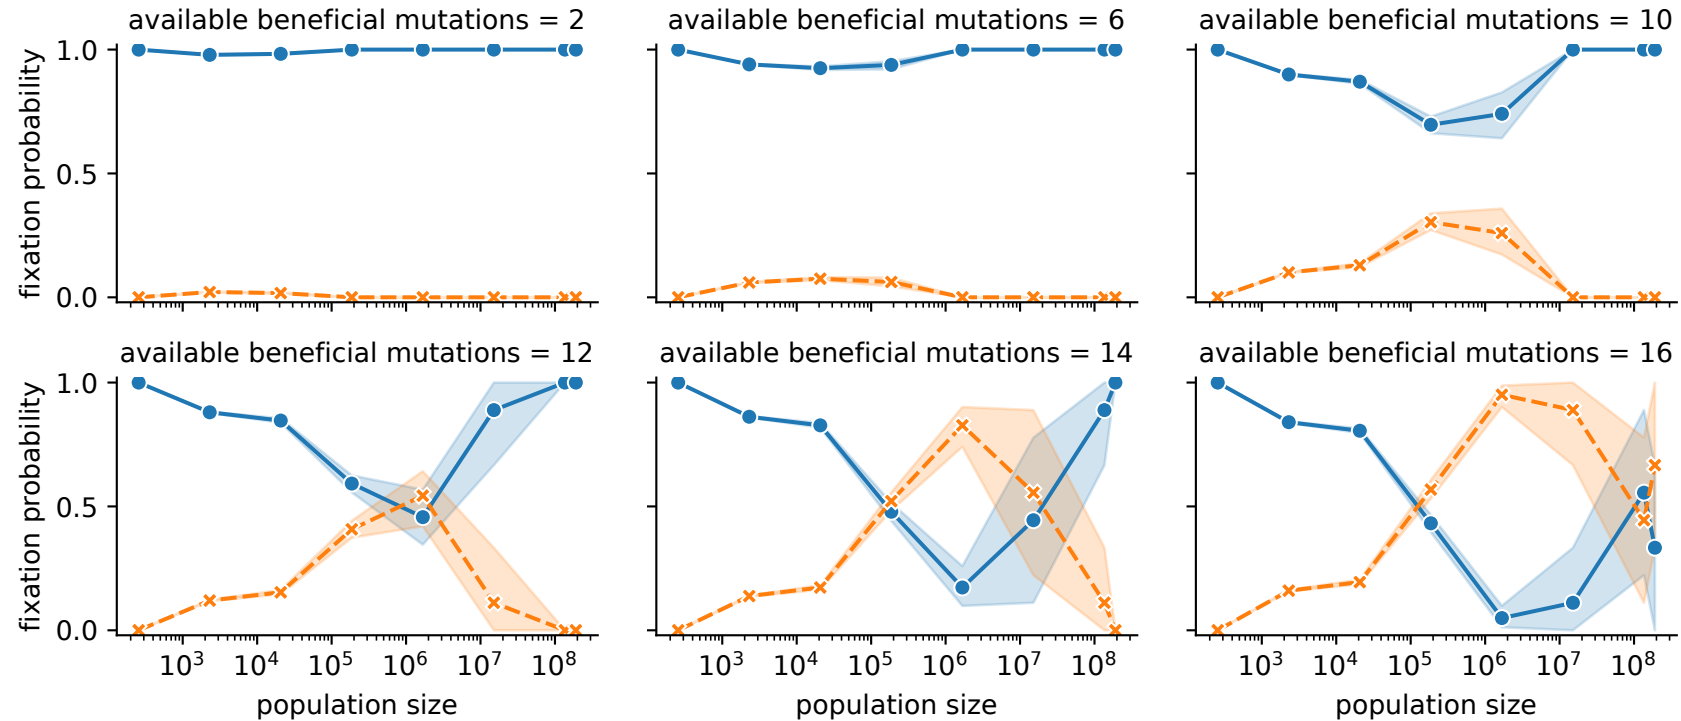 available beneficial mutations = 2
available beneficial mutations = 6
available beneficial mutations = 10
fixation probability
1.0
0.5
0.0
available beneficial mutations = 12
available beneficial mutations = 14
available beneficial mutations = 16
fixation probability
1.0
0.5
0.0
10³ 10⁴ 10⁵ 10⁶ 10⁷ 10⁸
10³ 10⁴ 10⁵ 10⁶ 10⁷ 10⁸
10³ 10⁴ 10⁵ 10⁶ 10⁷ 10⁸
population size
population size
population size